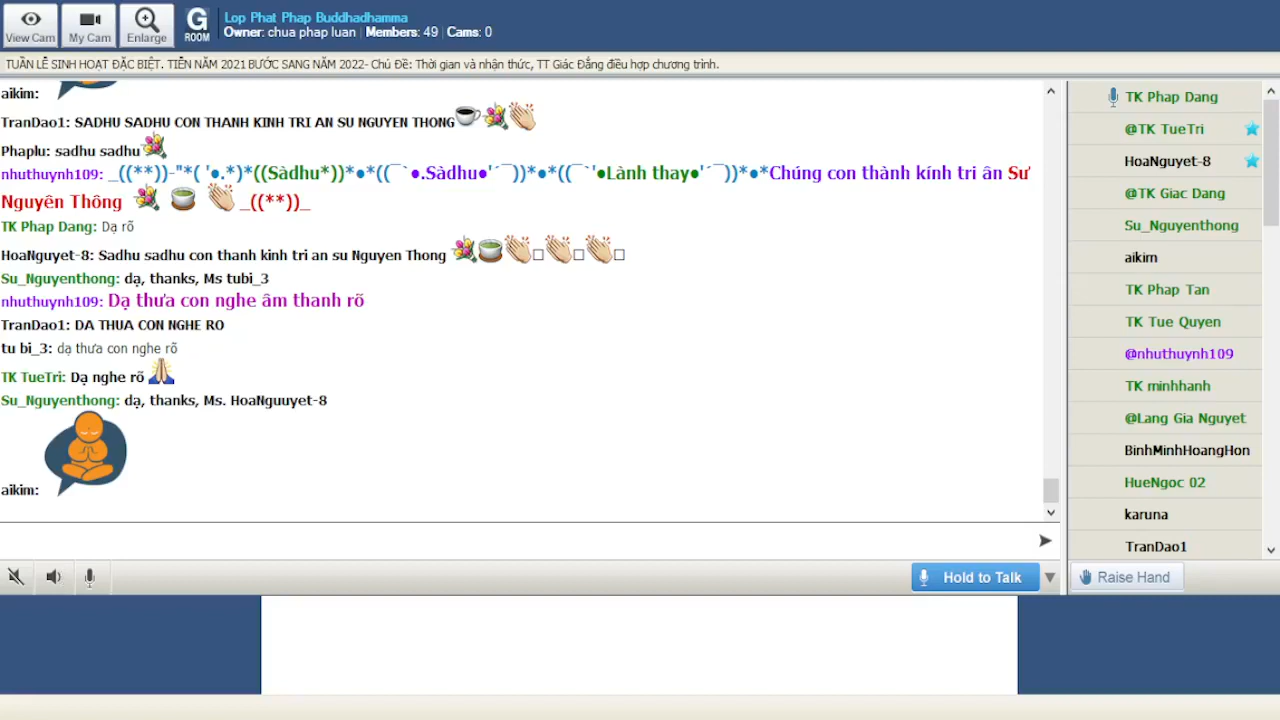 View Cam
My Cam
Enlarge
G
ROOM
Lop Phat Phap Buddhadhamma
Owner: chua phap luan | Members: 49 | Cams: 0
TUẦN LỄ SINH HOẠT ĐẶC BIỆT. TIỄN NĂM 2021 BƯỚC SANG NĂM 2022- Chủ Đề: Thời gian và nhận thức, TT Giác Đẳng điều hợp chương trình.
aikim:
TranDao1: SADHU SADHU CON THANH KINH TRI AN SU NGUYEN THONG
Phaplu: sadhu sadhu
nhuthuynh109: _((**))-"*( '●.*)*((Sàdhu*))*●*((¯`●.Sàdhu●'´¯))*●*((¯`'●Lành thay●'´¯))*●*Chúng con thành kính tri ân Sư
Nguyên Thông _((**))_
TK Phap Dang: Dạ rõ
HoaNguyet-8: Sadhu sadhu con thanh kinh tri an su Nguyen Thong
Su_Nguyenthong: dạ, thanks, Ms tubi_3
nhuthuynh109: Dạ thưa con nghe âm thanh rõ
TranDao1: DA THUA CON NGHE RO
tu bi_3: dạ thưa con nghe rõ
TK TueTri: Dạ nghe rõ
Su_Nguyenthong: dạ, thanks, Ms. HoaNguuyet-8
aikim:
Hold to Talk
TK Phap Dang
@TK TueTri
HoaNguyet-8
@TK Giac Dang
Su_Nguyenthong
aikim
TK Phap Tan
TK Tue Quyen
@nhuthuynh109
TK minhhanh
@Lang Gia Nguyet
BinhMinhHoangHon
HueNgoc 02
karuna
TranDao1
Raise Hand